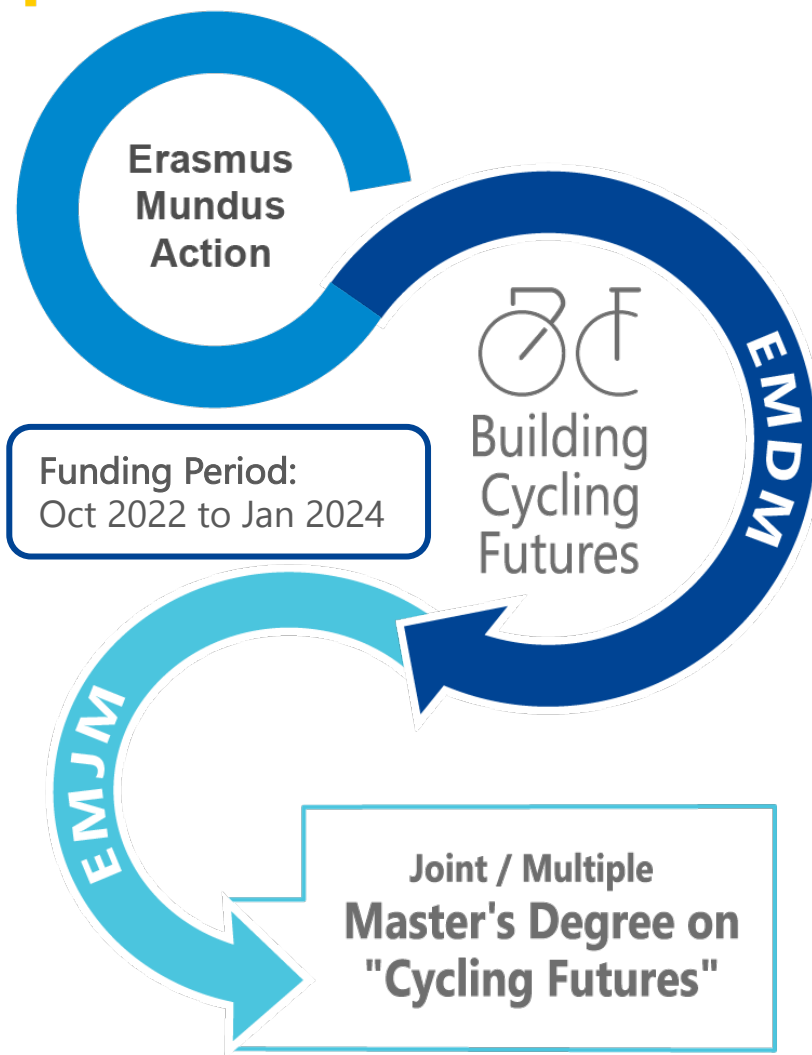 Erasmus
Mundus
Action
EMDM
Building
Cycling
Futures
Funding Period:
Oct 2022 to Jan 2024
EMJM
Joint / Multiple
Master's Degree on
"Cycling Futures"